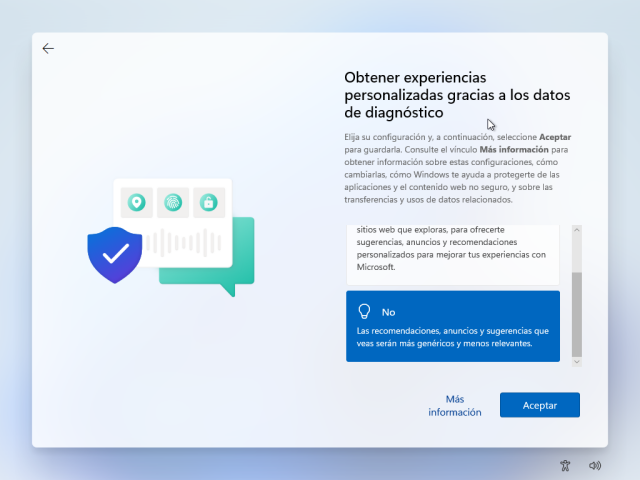 Obtener experiencias
personalizadas gracias a los datos
de diagnóstico
Elija su configuración y, a continuación, seleccione Aceptar
para guardarla. Consulte el vínculo Más información para
obtener información sobre estas configuraciones, cómo
cambiarlas, cómo Windows te ayuda a protegerte de las
aplicaciones y el contenido web no seguro, y sobre las
transferencias y usos de datos relacionados.
sitios web que exploras, para ofrecerte
sugerencias, anuncios y recomendaciones
personalizados para mejorar tus experiencias con
Microsoft.
No
Las recomendaciones, anuncios y sugerencias que
veas serán más genéricos y menos relevantes.
Más
información
Aceptar